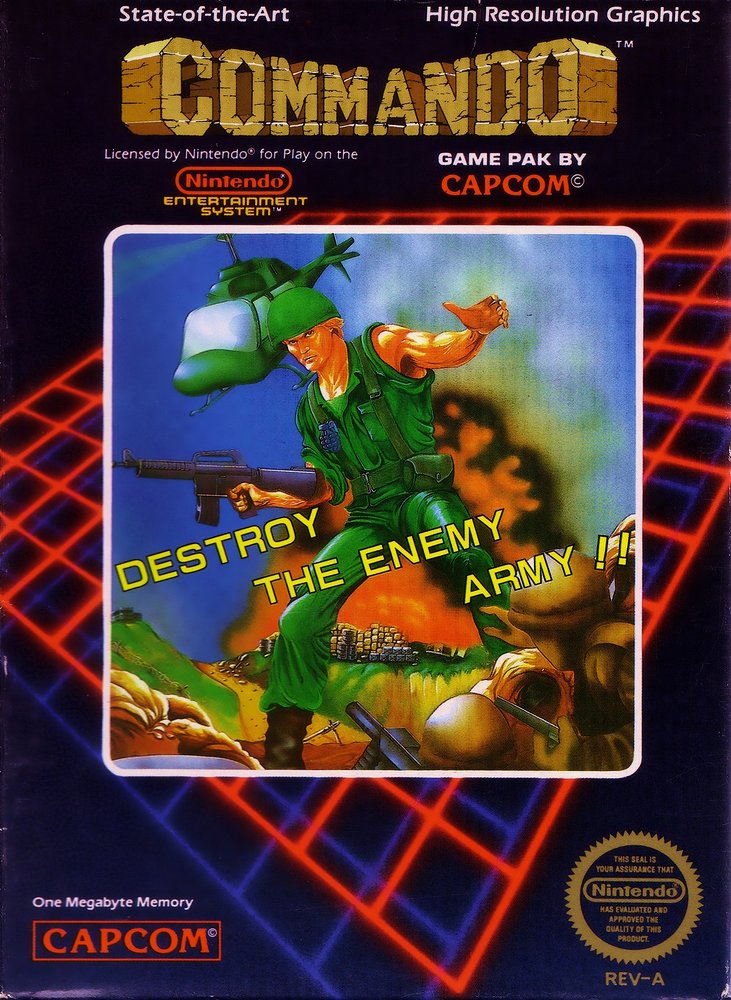 State-of-the-Art
High Resolution Graphics
COMMANDO™
Licensed by Nintendo® for Play on the
Nintendo®
ENTERTAINMENT
SYSTEM™
GAME PAK BY
CAPCOM©
DESTROY
THE ENEMY
ARMY !!
One Megabyte Memory
CAPCOM©
THIS SEAL IS
YOUR ASSURANCE THAT
Nintendo®
HAS EVALUATED AND
APPROVED THE
QUALITY OF THIS
PRODUCT.
REV-A